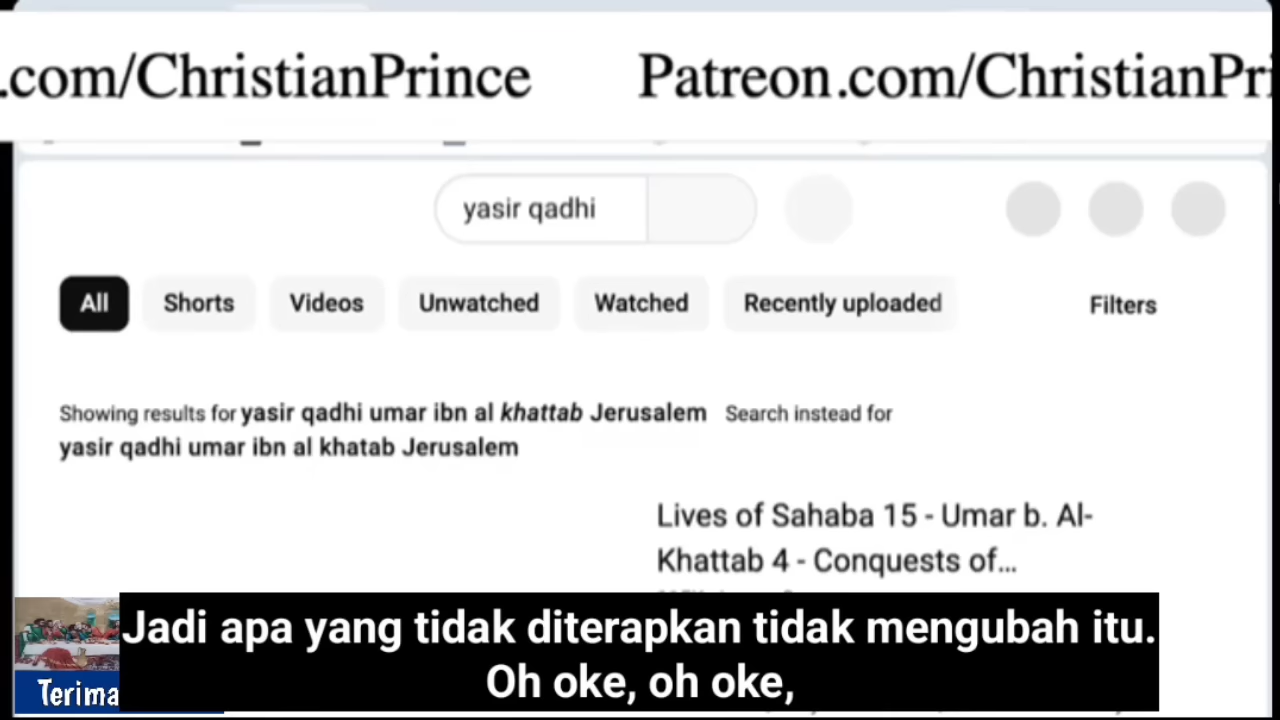 .com/ChristianPrince Patreon.com/ChristianPri
yasir qadhi
All Shorts Videos Unwatched Watched Recently uploaded Filters
Showing results for yasir qadhi umar ibn al khattab Jerusalem Search instead for
yasir qadhi umar ibn al khatab Jerusalem
Lives of Sahaba 15 - Umar b. Al-
Khattab 4 - Conquests of...
Jadi apa yang tidak diterapkan tidak mengubah itu.
Oh oke, oh oke,
Terima